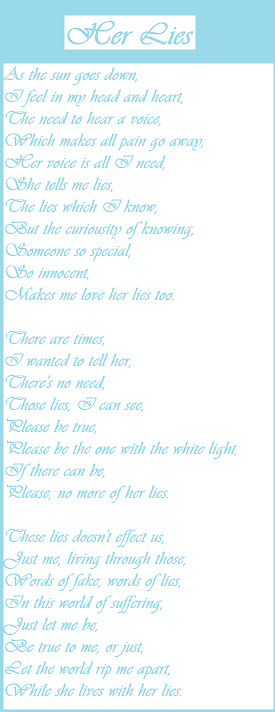 Her Lies
As the sun goes down,
I feel in my head and heart,
The need to hear a voice,
Which makes all pain go away,
Her voice is all I need,
She tells me lies,
The lies which I know,
But the curiousity of knowing,
Someone so special,
So innocent,
Makes me love her lies too.
There are times,
I wanted to tell her,
There's no need,
Those lies, I can see,
Please be true,
Please be the one with the white light,
If there can be,
Please, no more of her lies.
These lies doesn't effect us,
Just me, living through those,
Words of fake, words of lies,
In this world of suffering,
Just let me be,
Be true to me, or just,
Let the world rip me apart,
While she lives with her lies.